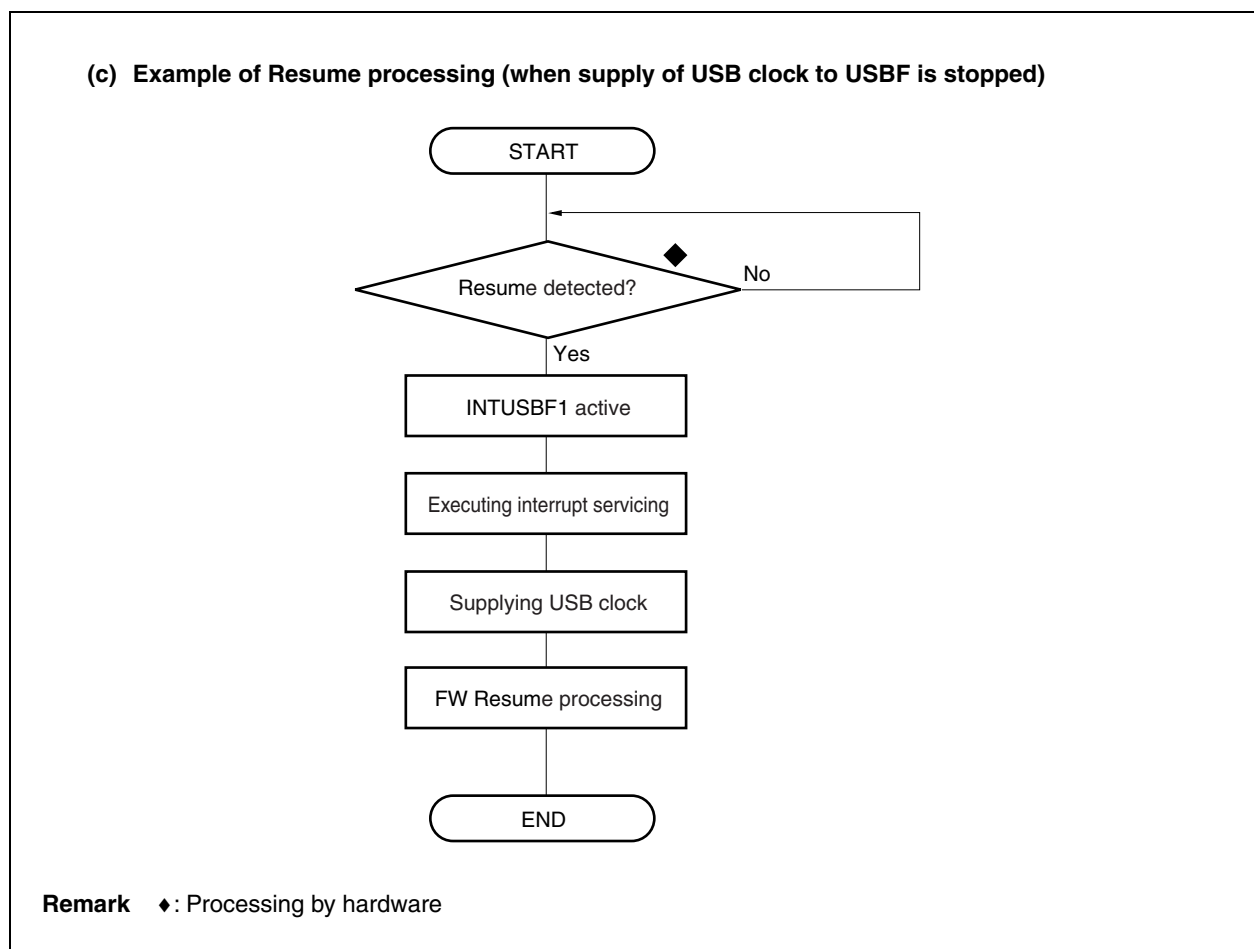 (c) Example of Resume processing (when supply of USB clock to USBF is stopped)
START
Resume detected?
No
Yes
INTUSBF1 active
Executing interrupt servicing
Supplying USB clock
FW Resume processing
END
Remark ♦: Processing by hardware